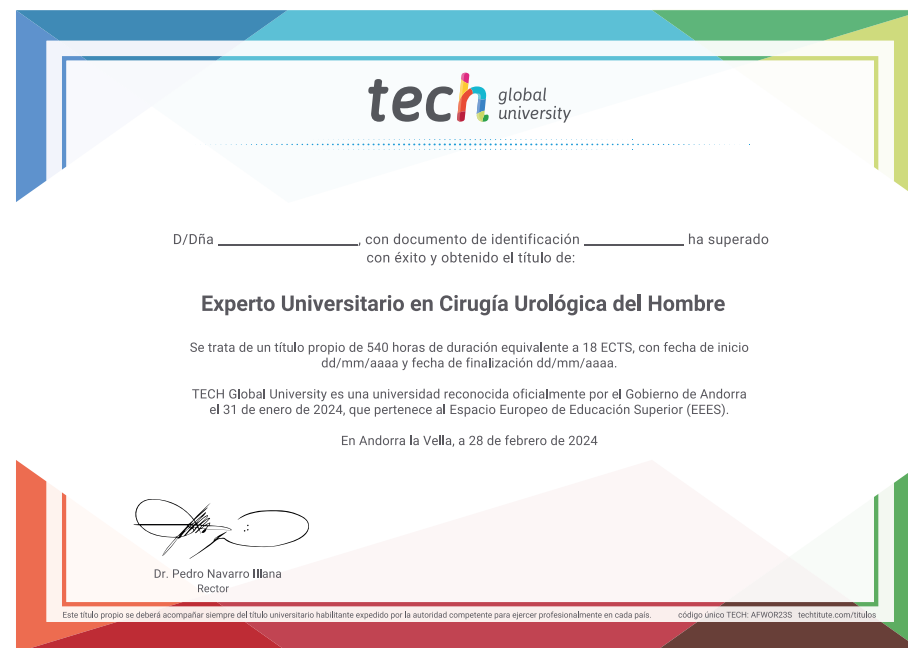 tech global university
D/Dña ______________, con documento de identificación __________ ha superado
con éxito y obtenido el título de:
Experto Universitario en Cirugía Urológica del Hombre
Se trata de un título propio de 540 horas de duración equivalente a 18 ECTS, con fecha de inicio
dd/mm/aaaa y fecha de finalización dd/mm/aaaa.
TECH Global University es una universidad reconocida oficialmente por el Gobierno de Andorra
el 31 de enero de 2024, que pertenece al Espacio Europeo de Educación Superior (EEES).
En Andorra la Vella, a 28 de febrero de 2024
Dr. Pedro Navarro Illana
Rector
Este título propio se deberá acompañar siempre del título universitario habilitante expedido por la autoridad competente para ejercer profesionalmente en cada país. código único TECH: AFWOR23S techtitute.com/titulos